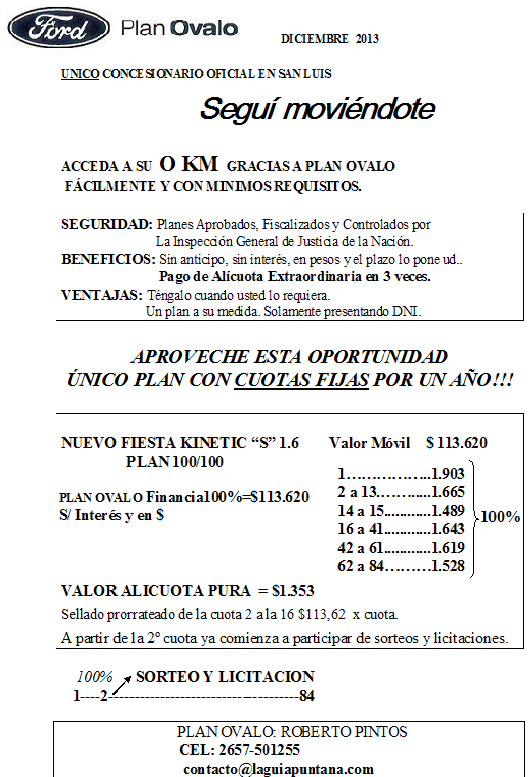 Ford Plan Ovalo
DICIEMBRE 2013
UNICO CONCESIONARIO OFICIAL EN SAN LUIS
Seguí moviéndote
ACCEDA A SU O KM GRACIAS A PLAN OVALO
FÁCILMENTE Y CON MINIMOS REQUISITOS.
SEGURIDAD: Planes Aprobados, Fiscalizados y Controlados por
La Inspección General de Justicia de la Nación.
BENEFICIOS: Sin anticipo, sin interés, en pesos y el plazo lo pone ud..
Pago de Alícuota Extraordinaria en 3 veces.
VENTAJAS: Téngalo cuando usted lo requiera.
Un plan a su medida. Solamente presentando DNI.
APROVECHE ESTA OPORTUNIDAD
ÚNICO PLAN CON CUOTAS FIJAS POR UN AÑO!!!
NUEVO FIESTA KINETIC “S” 1.6 Valor Móvil $ 113.620
PLAN 100/100
1................1.903
PLAN OVALO Financia100%=$113.620
2 a 13...........1.665
S/ Interés y en $
14 a 15............1.489
16 a 41............1.643
100%
42 a 61............1.619
62 a 84............1.528
VALOR ALICUOTA PURA = $1.353
Sellado prorrateado de la cuota 2 a la 16 $113,62 x cuota.
A partir de la 2º cuota ya comienza a participar de sorteos y licitaciones.
100% SORTEO Y LICITACION
1----2---------------------------------------84
PLAN OVALO: ROBERTO PINTOS
CEL: 2657-501255
contacto@laguiapuntana.com